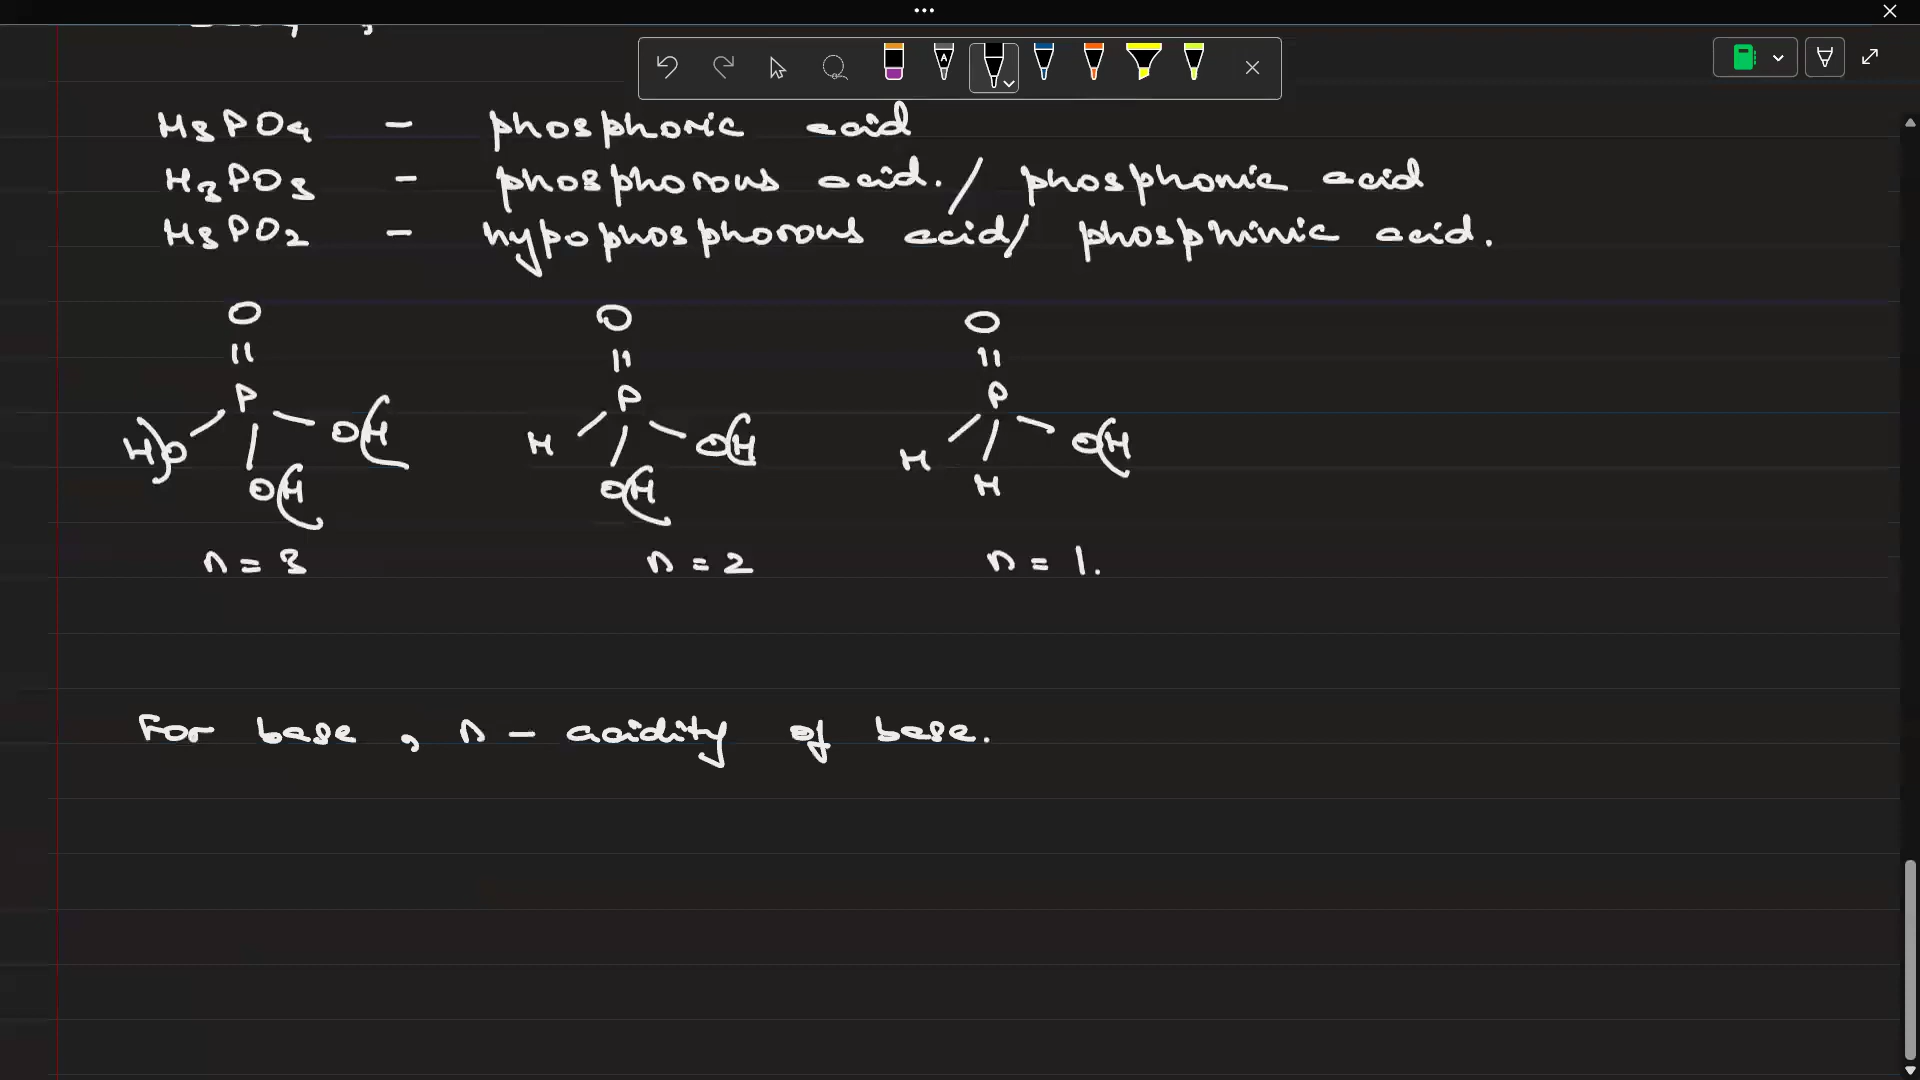 H3PO4 - phosphoric acid
H3PO3 - phosphorous acid. / phosphonic acid
H3PO2 - hypophosphorous acid/ phosphinic acid.
O O O
|| || ||
P P P
HO OH H OH H OH
OH OH H
n = 3 n = 2 n = 1.
For base, n - acidity of base.